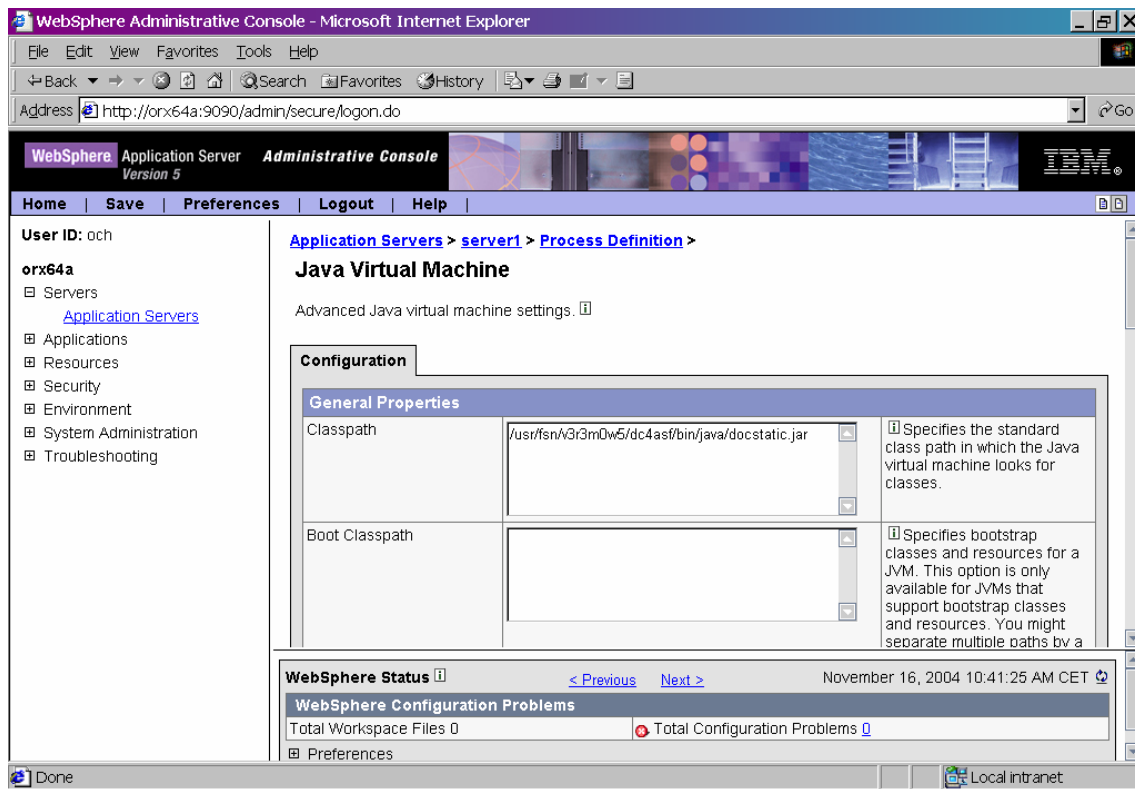 WebSphere Administrative Console - Microsoft Internet Explorer
File Edit View Favorites Tools Help
Back Search Favorites History
Address http://orx64a:9090/admin/secure/logon.do Go
WebSphere Application Server Administrative Console
Version 5
IBM
Home | Save | Preferences | Logout | Help |
User ID: och
orx64a
Servers
Application Servers
Applications
Resources
Security
Environment
System Administration
Troubleshooting
Application Servers > server1 > Process Definition >
Java Virtual Machine
Advanced Java virtual machine settings. i
Configuration
General Properties
Classpath
/usr/fsn/v3r3m0w5/dc4asf/bin/java/docstatic.jar
i Specifies the standard
class path in which the Java
virtual machine looks for
classes.
Boot Classpath
i Specifies bootstrap
classes and resources for a
JVM. This option is only
available for JVMs that
support bootstrap classes
and resources. You might
separate multiple paths by a
WebSphere Status i < Previous Next > November 16, 2004 10:41:25 AM CET
WebSphere Configuration Problems
Total Workspace Files 0 Total Configuration Problems 0
Preferences
Done Local intranet